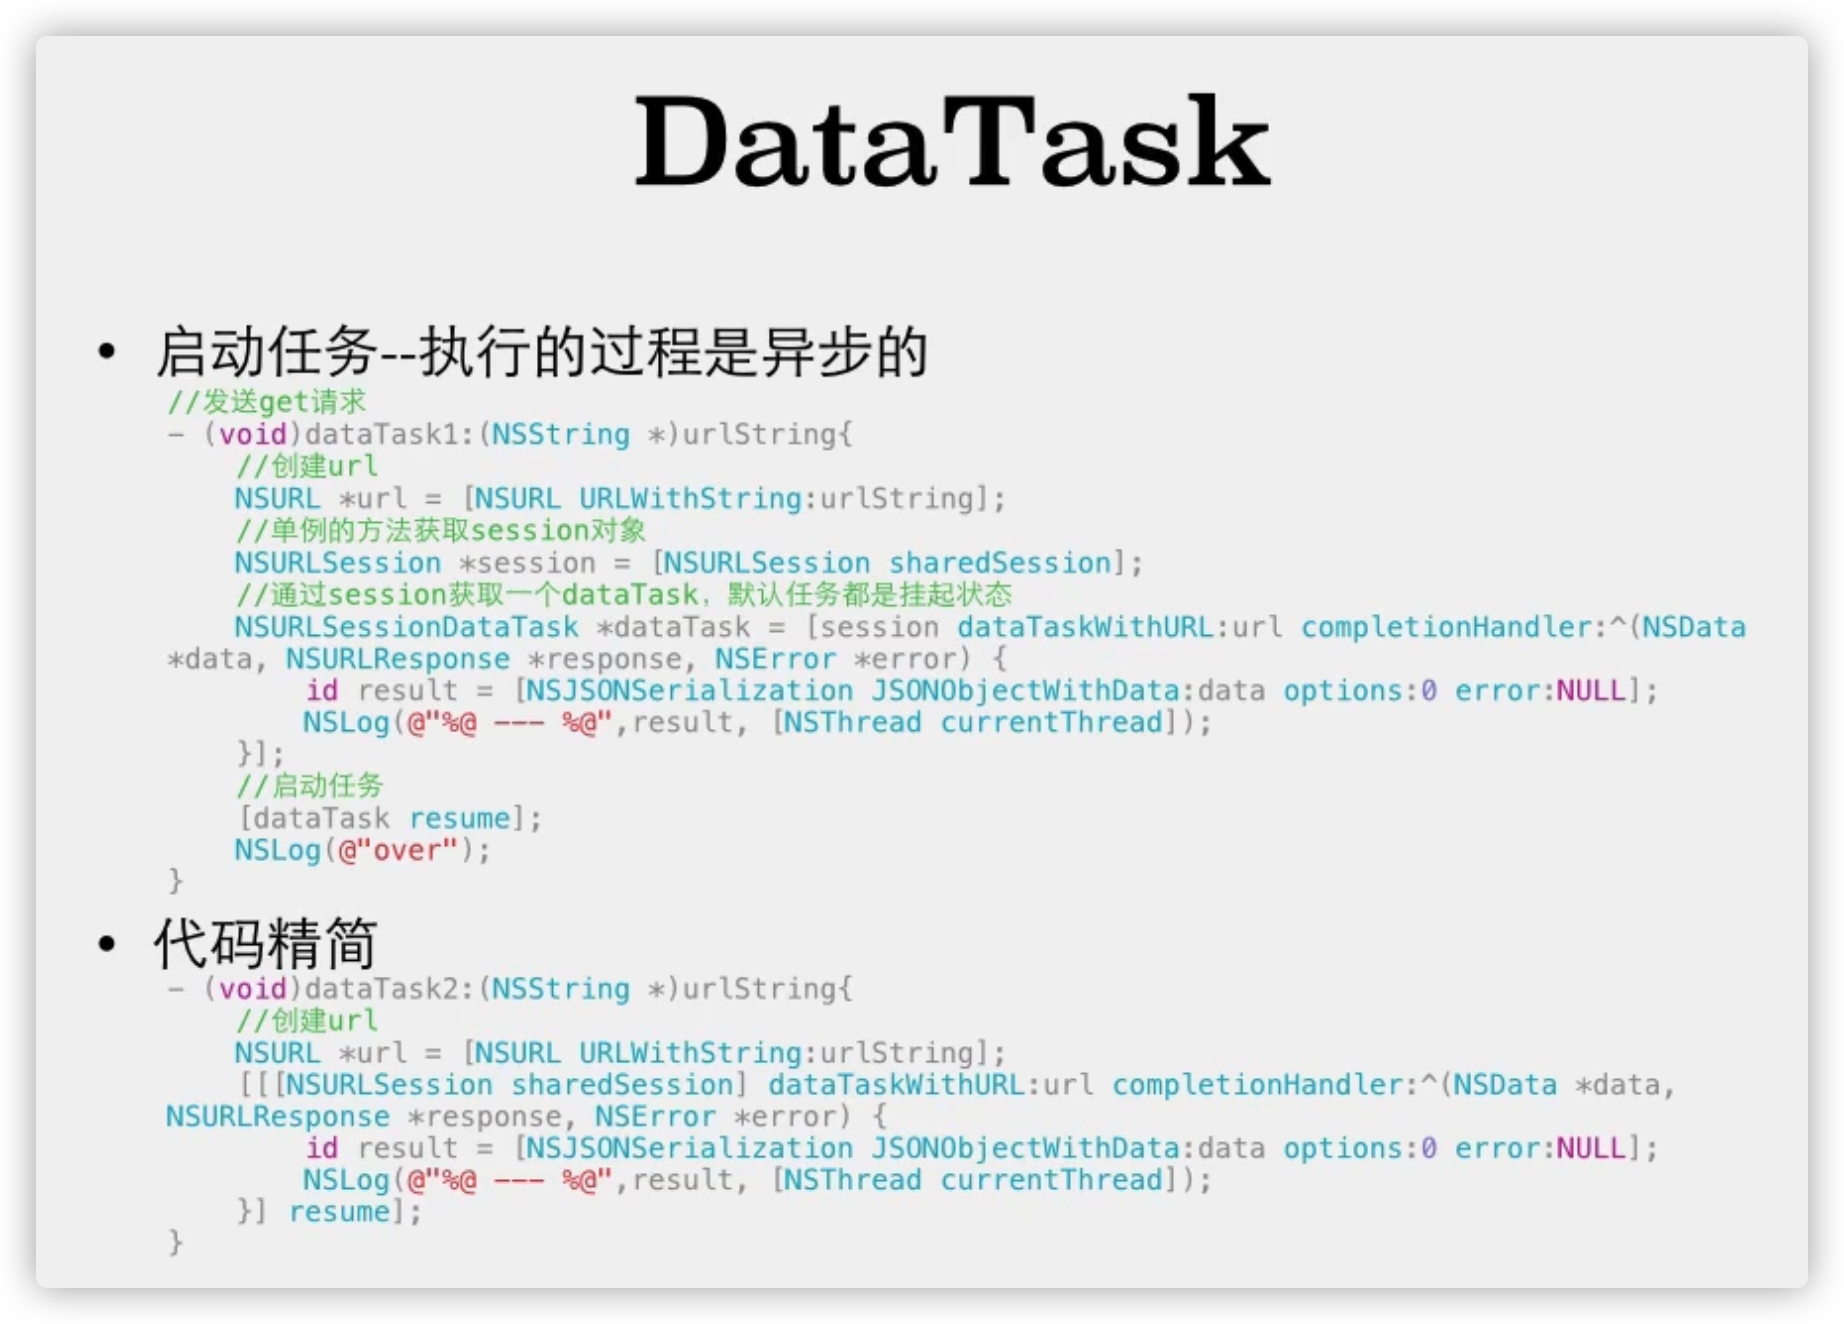 DataTask
• 启动任务--执行的过程是异步的
//发送get请求
- (void)dataTask1:(NSString *)urlString{
//创建url
NSURL *url = [NSURL URLWithString:urlString];
//单例的方法获取session对象
NSURLSession *session = [NSURLSession sharedSession];
//通过session获取一个dataTask，默认任务都是挂起状态
NSURLSessionDataTask *dataTask = [session dataTaskWithURL:url completionHandler:^(NSData
*data, NSURLResponse *response, NSError *error) {
id result = [NSJSONSerialization JSONObjectWithData:data options:0 error:NULL];
NSLog(@"%@ --- %@",result, [NSThread currentThread]);
}];
//启动任务
[dataTask resume];
NSLog(@"over");
}
• 代码精简
- (void)dataTask2:(NSString *)urlString{
//创建url
NSURL *url = [NSURL URLWithString:urlString];
[[[NSURLSession sharedSession] dataTaskWithURL:url completionHandler:^(NSData *data,
NSURLResponse *response, NSError *error) {
id result = [NSJSONSerialization JSONObjectWithData:data options:0 error:NULL];
NSLog(@"%@ --- %@",result, [NSThread currentThread]);
}] resume];
}